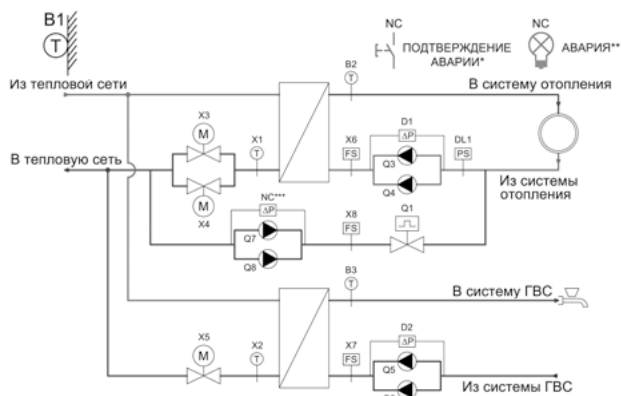 B1
T
NC
ПОДТВЕРЖДЕНИЕ
АВАРИИ*
NC
АВАРИЯ**
Из тепловой сети
B2
T
В систему отопления
X3
M
X1
T
X6
FS
D1
ΔP
Q3
Q4
DL1
PS
В тепловую сеть
X4
M
Из системы
отопления
NC***
ΔP
Q7
Q8
X8
FS
Q1
B3
T
В систему ГВС
X5
M
X2
T
X7
FS
D2
ΔP
Q5
Из системы ГВС